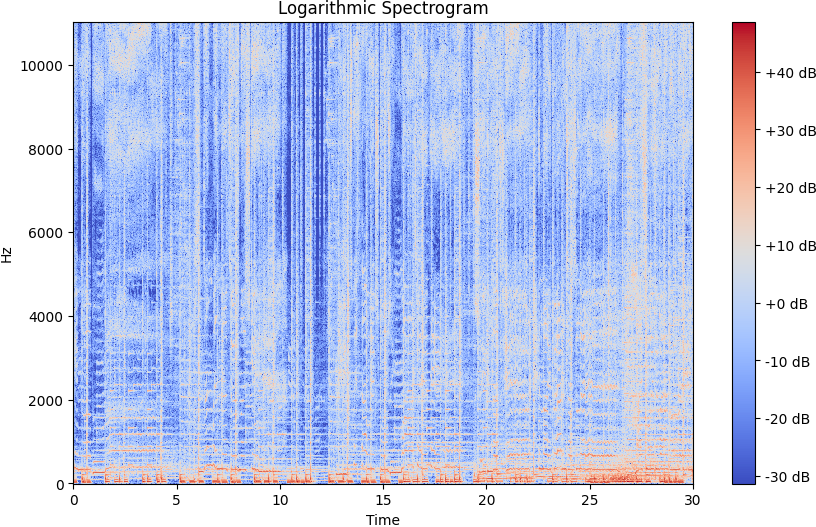 Logarithmic Spectrogram
Hz
10000
8000
6000
4000
2000
0
0 5 10 15 20 25 30
Time
+40 dB
+30 dB
+20 dB
+10 dB
+0 dB
-10 dB
-20 dB
-30 dB